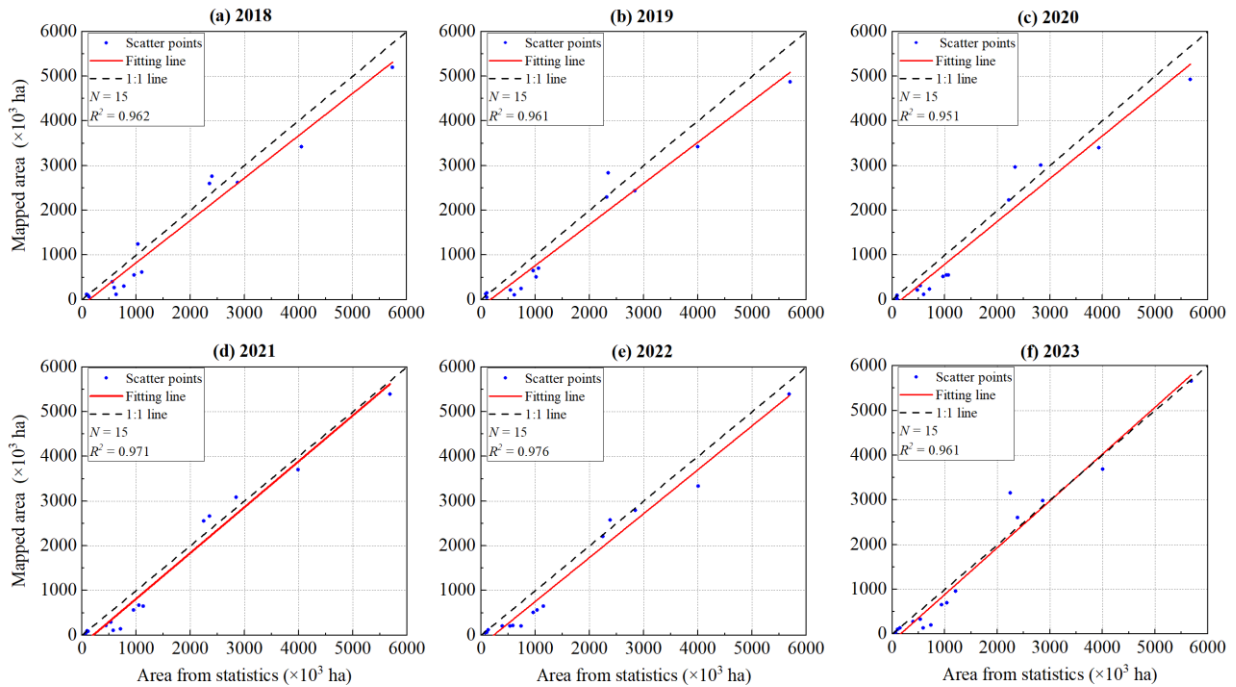 (a) 2018
(b) 2019
(c) 2020
6000
5000
4000
3000
2000
1000
0
Mapped area (×10³ ha)
Scatter points
Fitting line
1:1 line
N = 15
R² = 0.962
0 1000 2000 3000 4000 5000 6000
6000
5000
4000
3000
2000
1000
0
Scatter points
Fitting line
1:1 line
N = 15
R² = 0.961
0 1000 2000 3000 4000 5000 6000
6000
5000
4000
3000
2000
1000
0
Scatter points
Fitting line
1:1 line
N = 15
R² = 0.951
0 1000 2000 3000 4000 5000 6000
(d) 2021
(e) 2022
(f) 2023
6000
5000
4000
3000
2000
1000
0
Mapped area (×10³ ha)
Scatter points
Fitting line
1:1 line
N = 15
R² = 0.971
0 1000 2000 3000 4000 5000 6000
Area from statistics (×10³ ha)
6000
5000
4000
3000
2000
1000
0
Scatter points
Fitting line
1:1 line
N = 15
R² = 0.976
0 1000 2000 3000 4000 5000 6000
Area from statistics (×10³ ha)
6000
5000
4000
3000
2000
1000
0
Scatter points
Fitting line
1:1 line
N = 15
R² = 0.961
0 1000 2000 3000 4000 5000 6000
Area from statistics (×10³ ha)